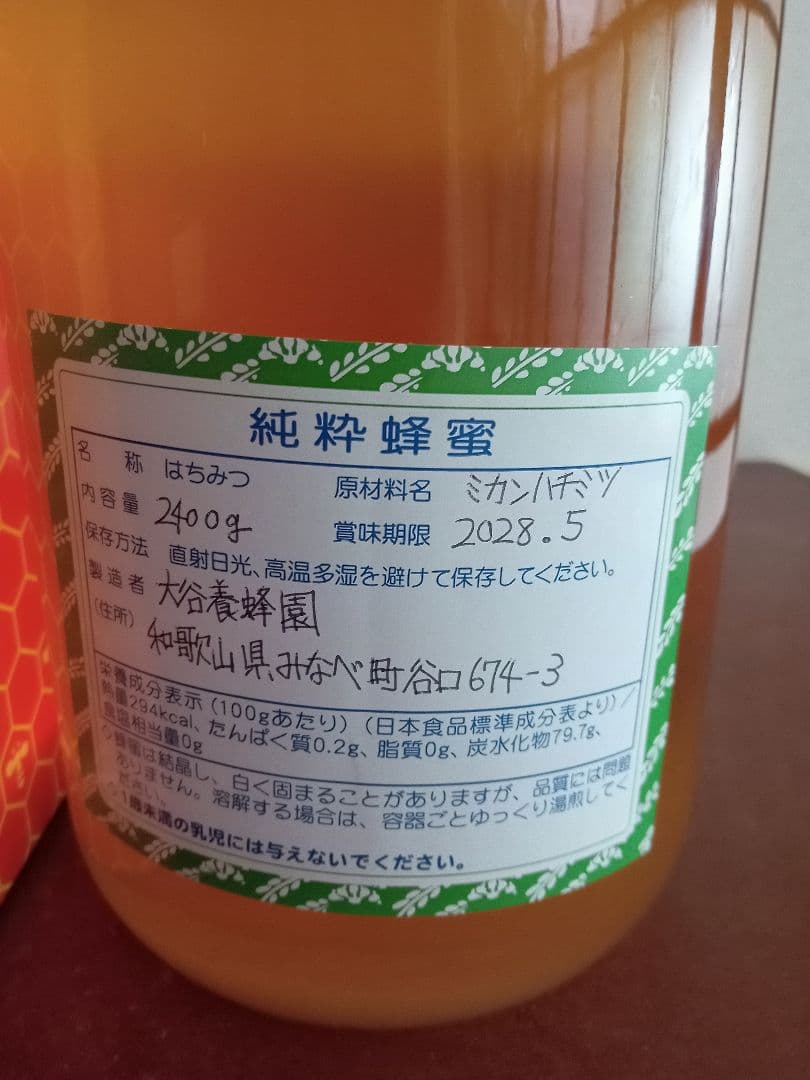 純粋蜂蜜
名称 はちみつ 原材料名 ミカンハチミツ
内容量 2400g 賞味期限 2028.5
保存方法 直射日光、高温多湿を避けて保存してください。
製造者 大谷養蜂園
(住所) 和歌山県みなべ町谷口674-3
栄養成分表示(100gあたり)(日本食品標準成分表より)/
熱量294kcal、たんぱく質0.2g、脂質0g、炭水化物79.7g、
食塩相当量0g
◇蜂蜜は結晶し、白く固まることがありますが、品質には問題
ありません。溶解する場合は、容器ごとゆっくり湯煎してく
ださい。
◇1歳未満の乳児には与えないでください。